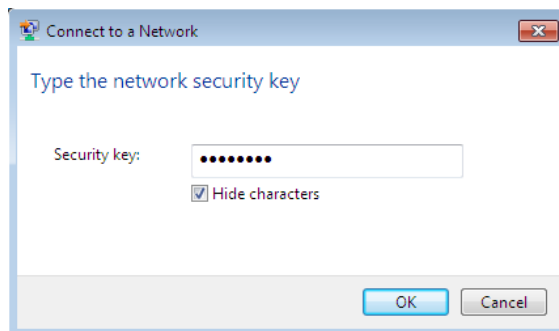 Connect to a Network
Type the network security key
Security key: ••••••••
Hide characters
OK Cancel